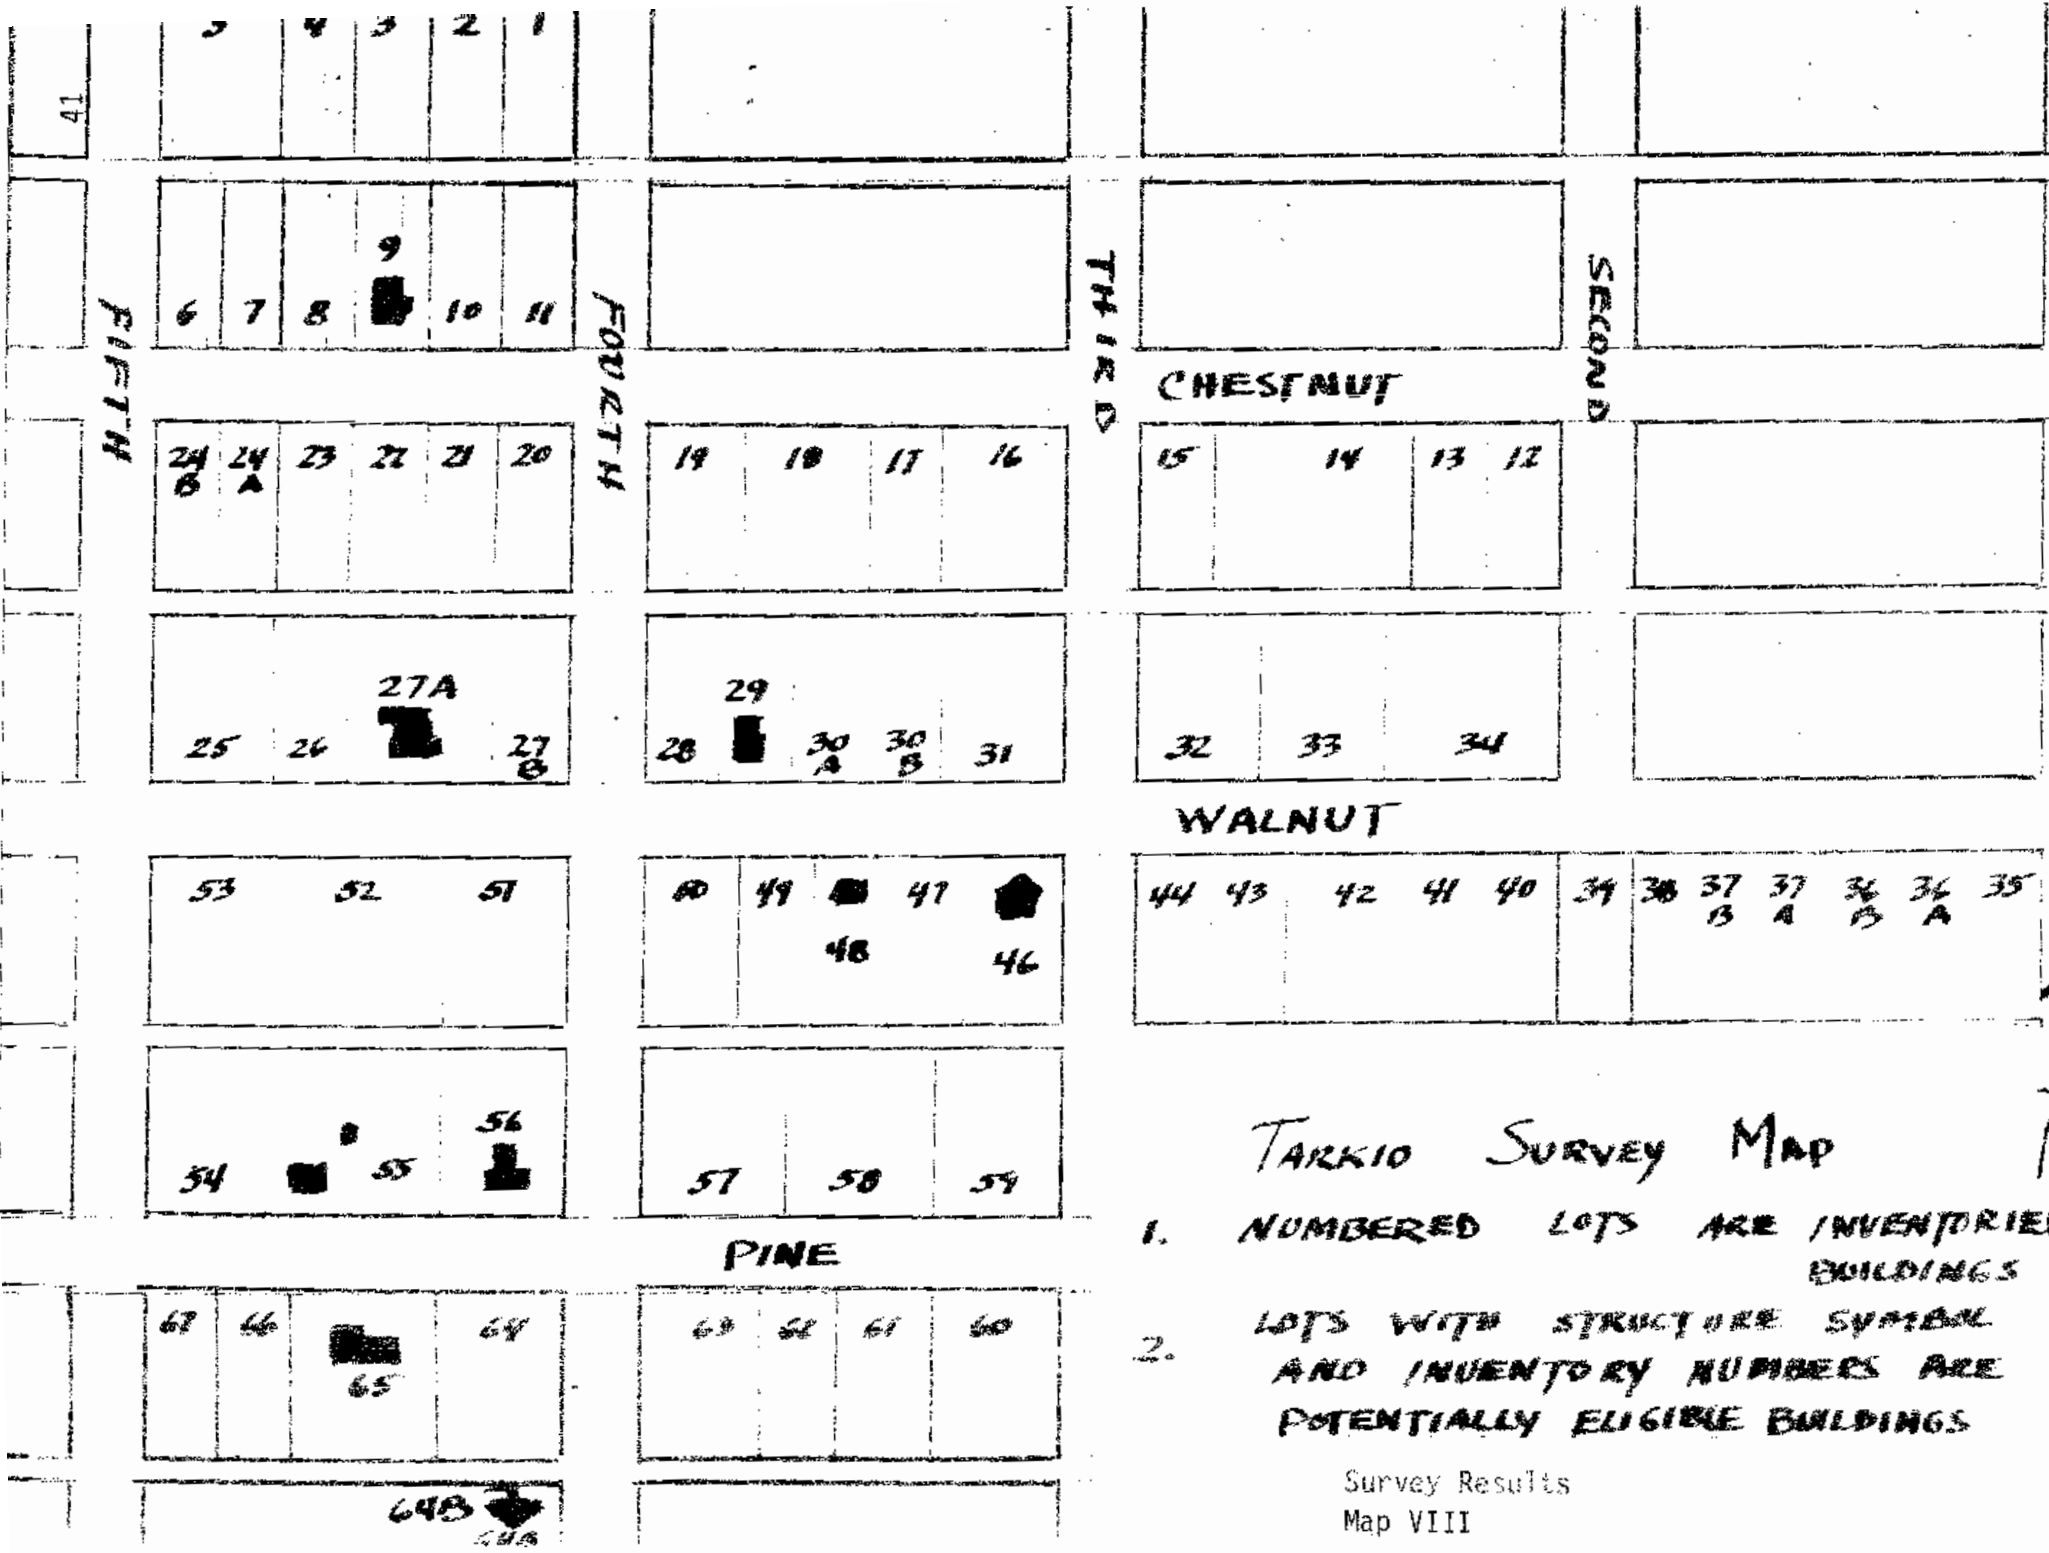 5 4 3 2 1
41
9
6 7 8 10 11
FIFTH
FOURTH
THIRD
SECOND
CHESTNUT
24 B 24 A 23 22 21 20
19 18 17 16
15 14 13 12
27A
25 26 27 B
29
28 30 A 30 B 31
32 33 34
WALNUT
53 52 51
50 49 47
48 46
44 43 42 41 40 39 38 37 B 37 A 36 B 36 A 35
56
54 55
57 58 59
PINE
67 66 64
65
63 62 61 60
64B
64B
TARKIO SURVEY MAP
1. NUMBERED LOTS ARE INVENTORIED
BUILDINGS
2. LOTS WITH STRUCTURE SYMBOL
AND INVENTORY NUMBERS ARE
POTENTIALLY ELIGIBLE BUILDINGS
Survey Results
Map VIII